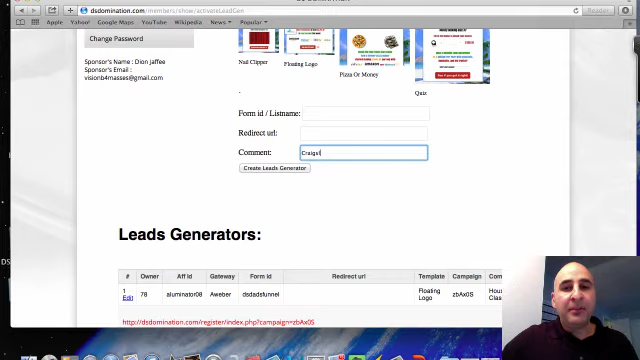 dsdomination.com/members/show/activateLeadGen
Reader
Apple
Yahoo!
Google Maps
YouTube
Wikipedia
News
Popular
Change Password
Sponsor's Name : Dion Jaffee
Sponsor's Email :
visionb4masses@gmail.com
Nail Clipper
Floating Logo
Pizza Or Money
Quiz
Form id / Listname:
Redirect url:
Comment:
Create Leads Generator
Leads Generators:
# Owner Aff id Gateway Form id Redirect url Template Campaign
1 78 aluminator08 Aweber dsdadsfunnel Floating Logo zbAx0S
Edit
http://dsdomination.com/register/index.php?campaign=zbAx0S